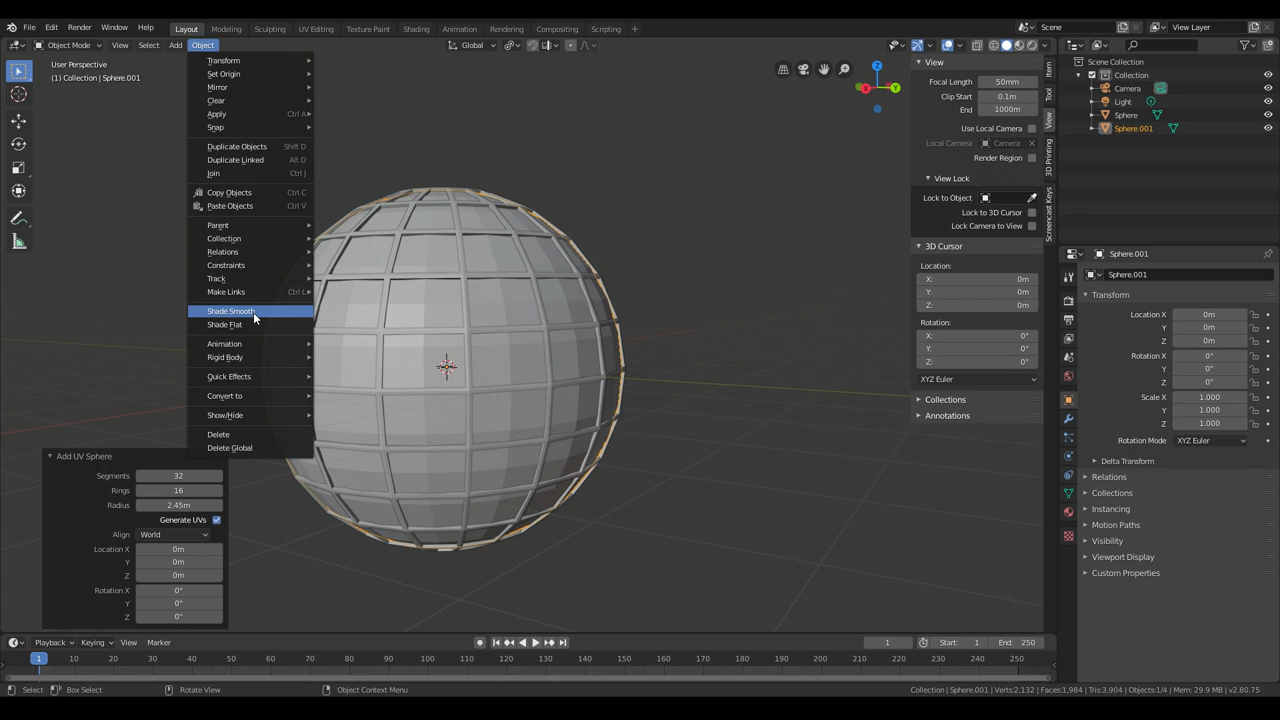 File Edit Render Window Help Layout Modeling Sculpting UV Editing Texture Paint Shading Animation Rendering Compositing Scripting Scene View Layer
Object Mode View Select Add Object Global
User Perspective
(1) Collection | Sphere.001
Transform
Set Origin
Mirror
Clear
Apply Ctrl A
Snap
Duplicate Objects Shift D
Duplicate Linked Alt D
Join Ctrl J
Copy Objects Ctrl C
Paste Objects Ctrl V
Parent
Collection
Relations
Constraints
Track
Make Links Ctrl L
Shade Smooth
Shade Flat
Animation
Rigid Body
Quick Effects
Convert to
Show/Hide
Delete
Delete Global
Add UV Sphere
Segments 32
Rings 16
Radius 2.45m
Generate UVs
Align World
Location X 0m
Y 0m
Z 0m
Rotation X 0°
Y 0°
Z 0°
Z
X Y
View
Focal Length 50mm
Clip Start 0.1m
End 1000m
Use Local Camera
Local Camera Camera
Render Region
View Lock
Lock to Object
Lock to 3D Cursor
Lock Camera to View
3D Cursor
Location:
X: 0m
Y: 0m
Z: 0m
Rotation:
X: 0°
Y: 0°
Z: 0°
XYZ Euler
Collections
Annotations
Item
Tool
View
3D Printing
Screencast Keys
Scene Collection
Collection
Camera
Light
Sphere
Sphere.001
Sphere.001
Sphere.001
Transform
Location X 0m
Y 0m
Z 0m
Rotation X 0°
Y 0°
Z 0°
Scale X 1.000
Y 1.000
Z 1.000
Rotation Mode XYZ Euler
Delta Transform
Relations
Collections
Instancing
Motion Paths
Visibility
Viewport Display
Custom Properties
Playback Keying View Marker 1 Start: 1 End: 250
1 10 20 30 40 50 60 70 80 90 100 110 120 130 140 150 160 170 180 190 200 210 220 230 240 250
Select Box Select Rotate View Object Context Menu Collection | Sphere.001 | Verts:2,132 | Faces:1,984 | Tris:3,904 | Objects:1/4 | Mem: 29.9 MB | v2.80.75